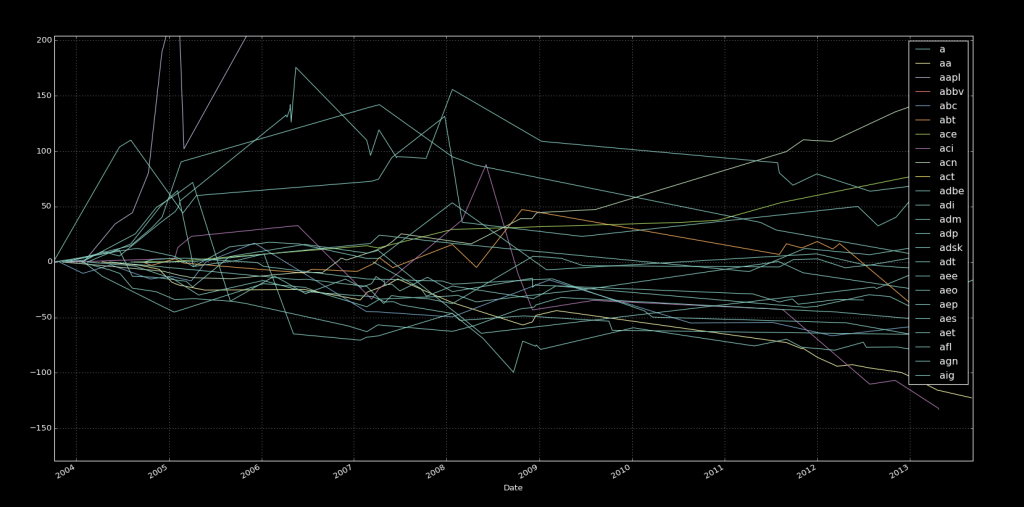 200
150
100
50
0
−50
−100
−150
2004 2005 2006 2007 2008 2009 2010 2011 2012 2013
Date
a
aa
aapl
abbv
abc
abt
ace
aci
acn
act
adbe
adi
adm
adp
adsk
adt
aee
aeo
aep
aes
aet
afl
agn
aig